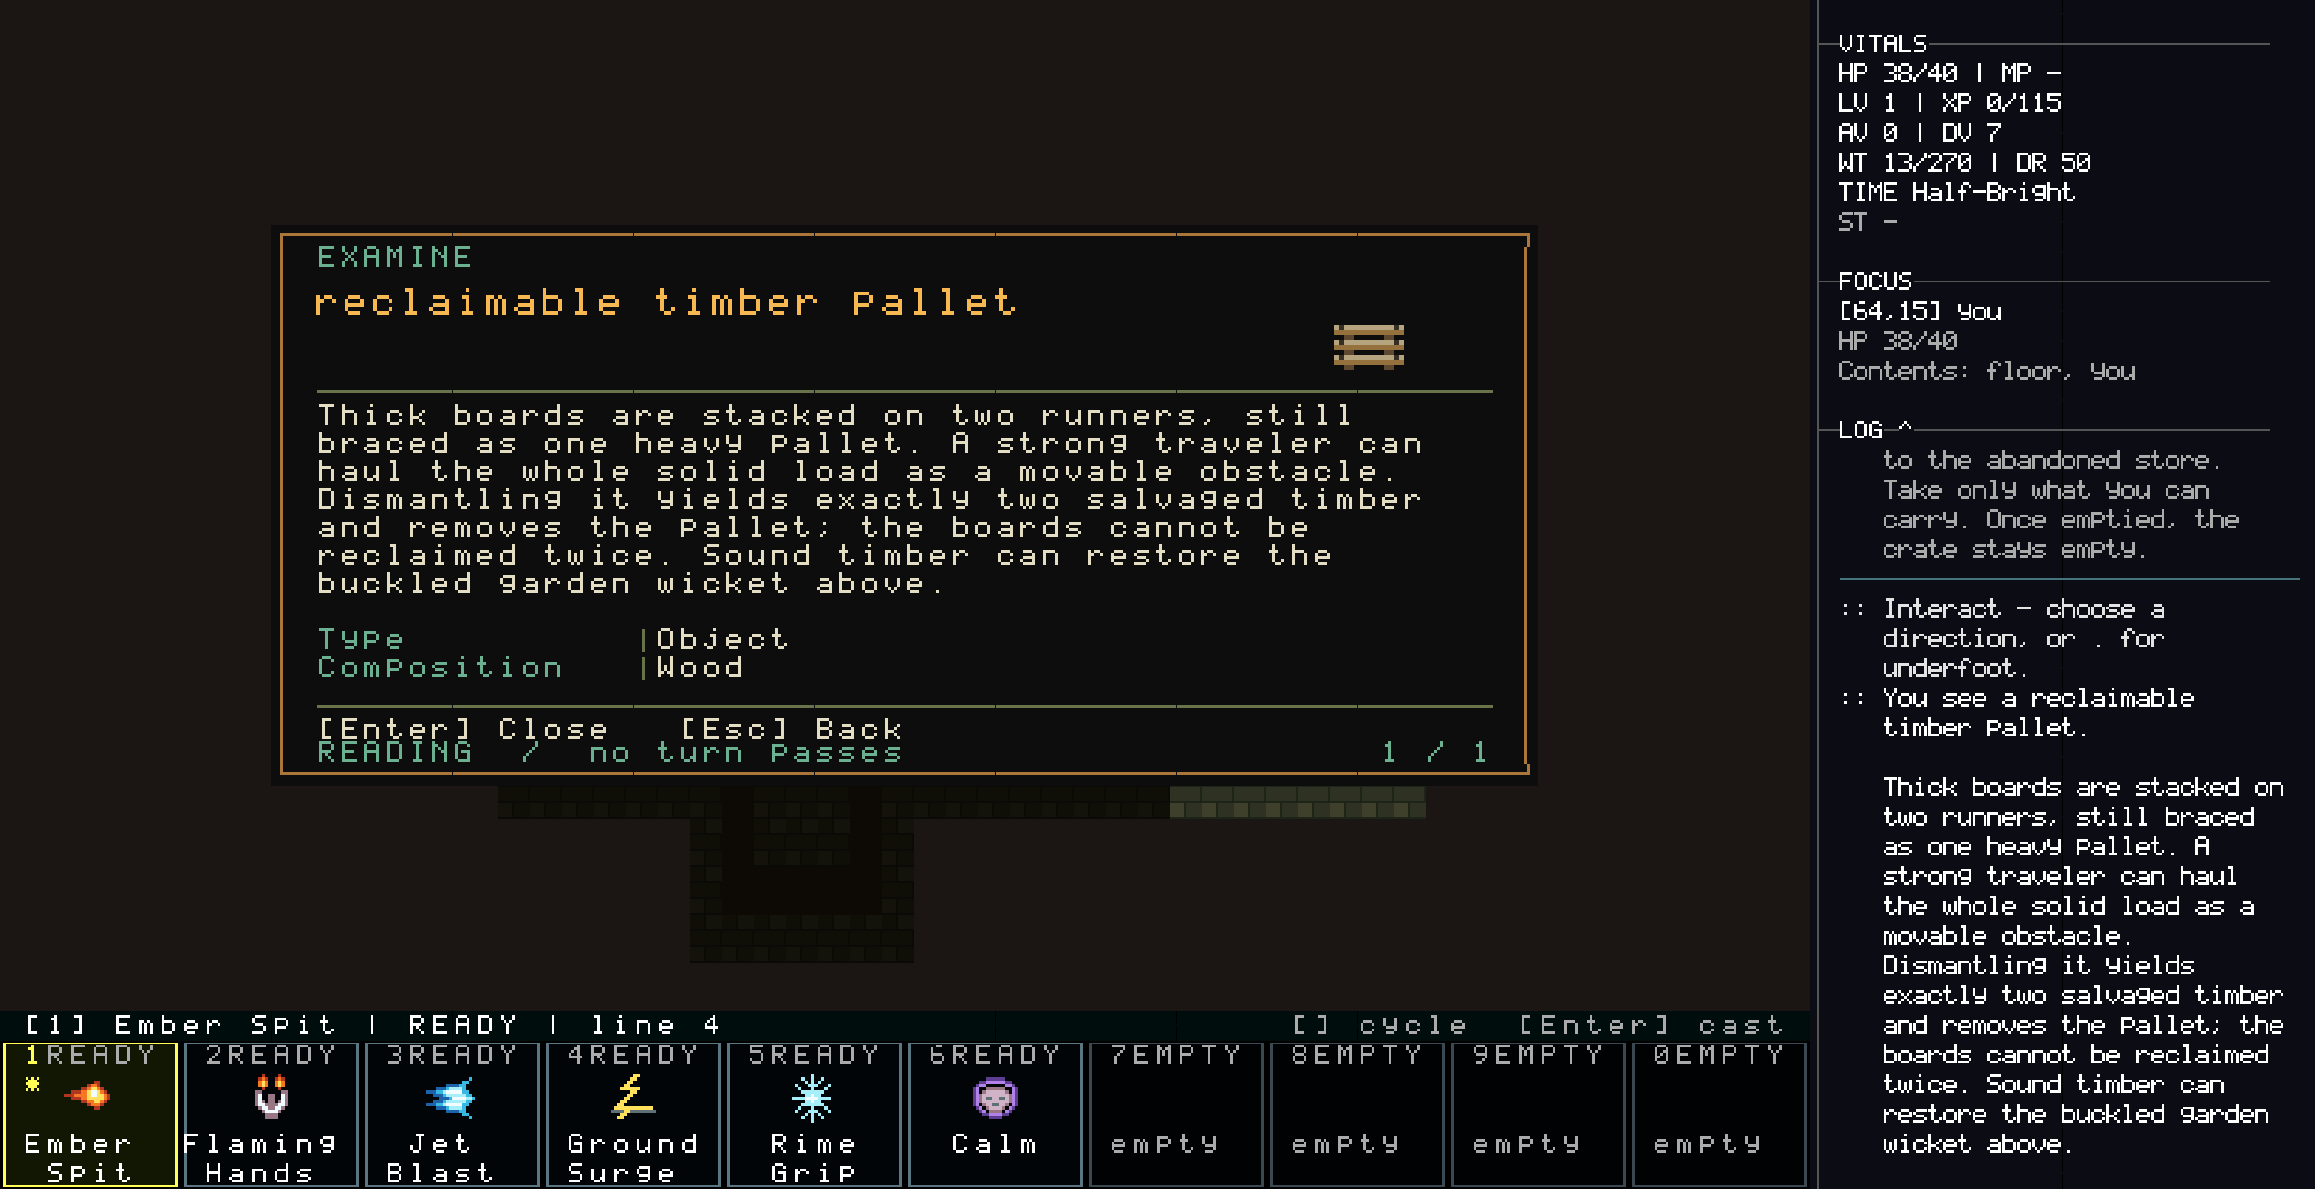 EXAMINE
reclaimable timber pallet
Thick boards are stacked on two runners, still
braced as one heavy pallet. A strong traveler can
haul the whole solid load as a movable obstacle.
Dismantling it yields exactly two salvaged timber
and removes the pallet; the boards cannot be
reclaimed twice. Sound timber can restore the
buckled garden wicket above.
Type |Object
Composition |Wood
[Enter] Close [Esc] Back
READING / no turn passes 1 / 1
[1] Ember Spit | READY | line 4 [] cycle [Enter] cast
1READY 2READY 3READY 4READY 5READY 6READY 7EMPTY 8EMPTY 9EMPTY 0EMPTY
*
Ember Flaming Jet Ground Rime Calm empty empty empty empty
Spit Hands Blast Surge Grip
VITALS
HP 38/40 | MP -
LV 1 | XP 0/115
AV 0 | DV 7
WT 13/270 | DR 50
TIME Half-Bright
ST -
FOCUS
[64,15] you
HP 38/40
Contents: floor, you
LOG ^
to the abandoned store.
Take only what you can
carry. Once emptied, the
crate stays empty.
:: Interact - choose a
direction, or . for
underfoot.
:: You see a reclaimable
timber pallet.
Thick boards are stacked on
two runners, still braced
as one heavy pallet. A
strong traveler can haul
the whole solid load as a
movable obstacle.
Dismantling it yields
exactly two salvaged timber
and removes the pallet; the
boards cannot be reclaimed
twice. Sound timber can
restore the buckled garden
wicket above.